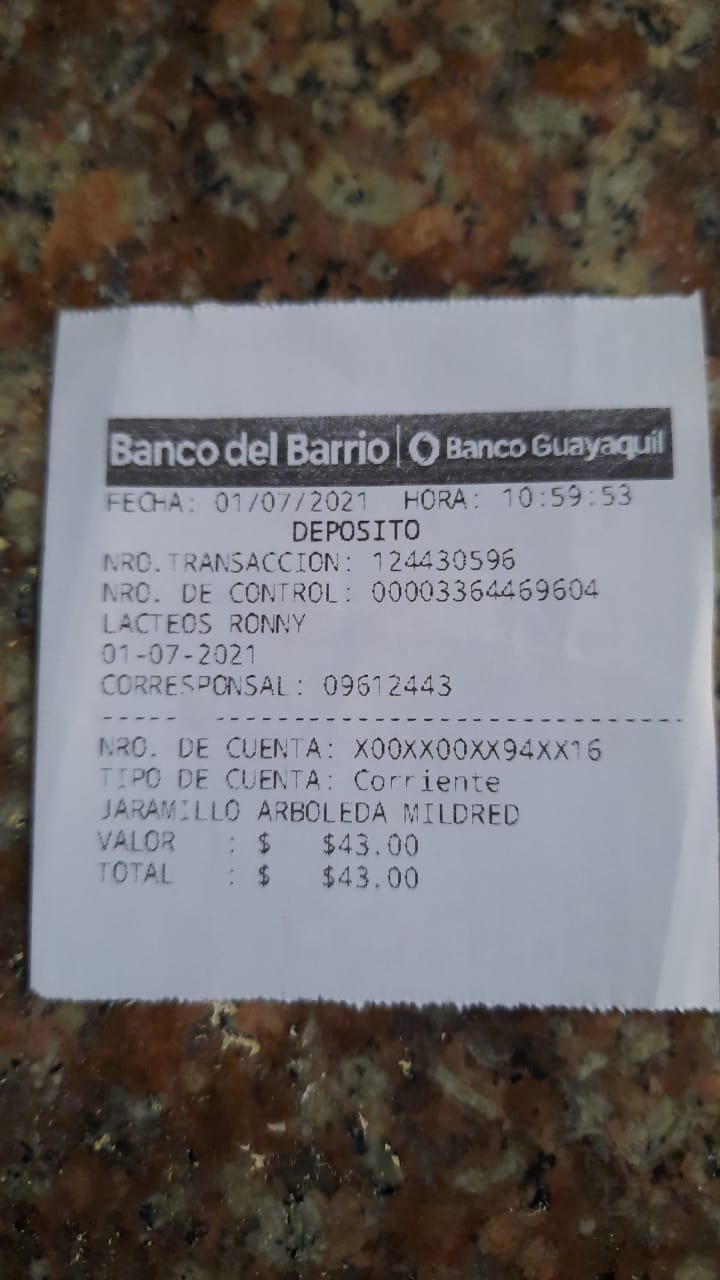 Banco del Barrio | Banco Guayaquil
FECHA: 01/07/2021 HORA: 10:59:53
DEPOSITO
NRO.TRANSACCION: 124430596
NRO. DE CONTROL: 00003364469604
LACTEOS RONNY
01-07-2021
CORRESPONSAL: 09612443
----- --------------------------------
NRO. DE CUENTA: X00XX00XX94XX16
TIPO DE CUENTA: Corriente
JARAMILLO ARBOLEDA MILDRED
VALOR : $ $43.00
TOTAL : $ $43.00